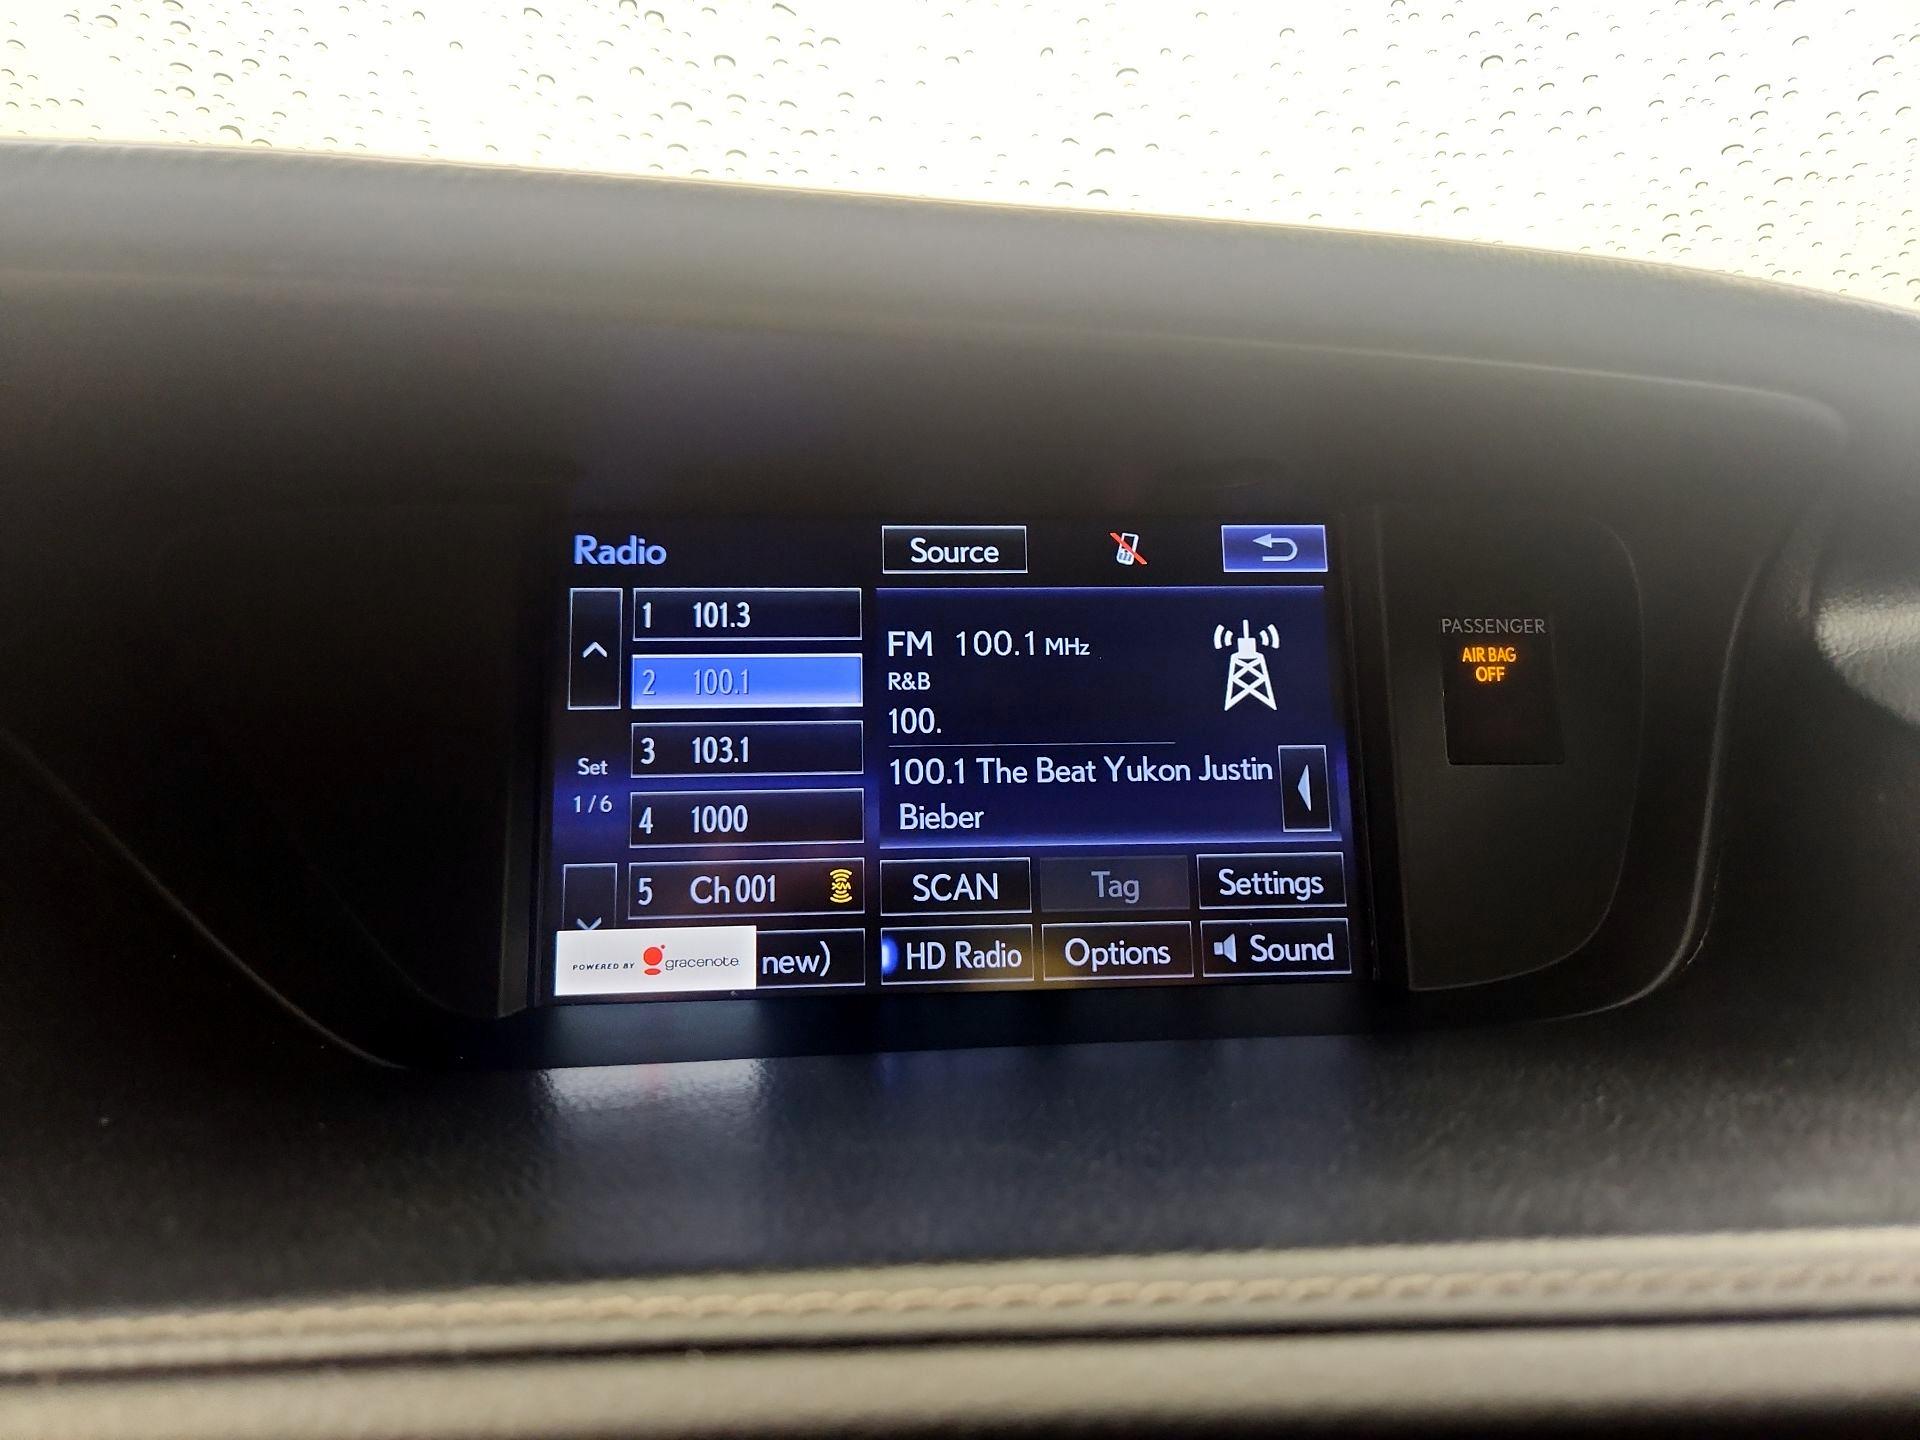 Radio
Source
1 101.3
2 100.1
3 103.1
4 1000
5 Ch 001
XM
new)
Set
1/6
POWERED BY gracenote.
FM 100.1 MHz
R&B
100.
100.1 The Beat Yukon Justin
Bieber
SCAN
Tag
Settings
HD Radio
Options
Sound
PASSENGER
AIR BAG
OFF